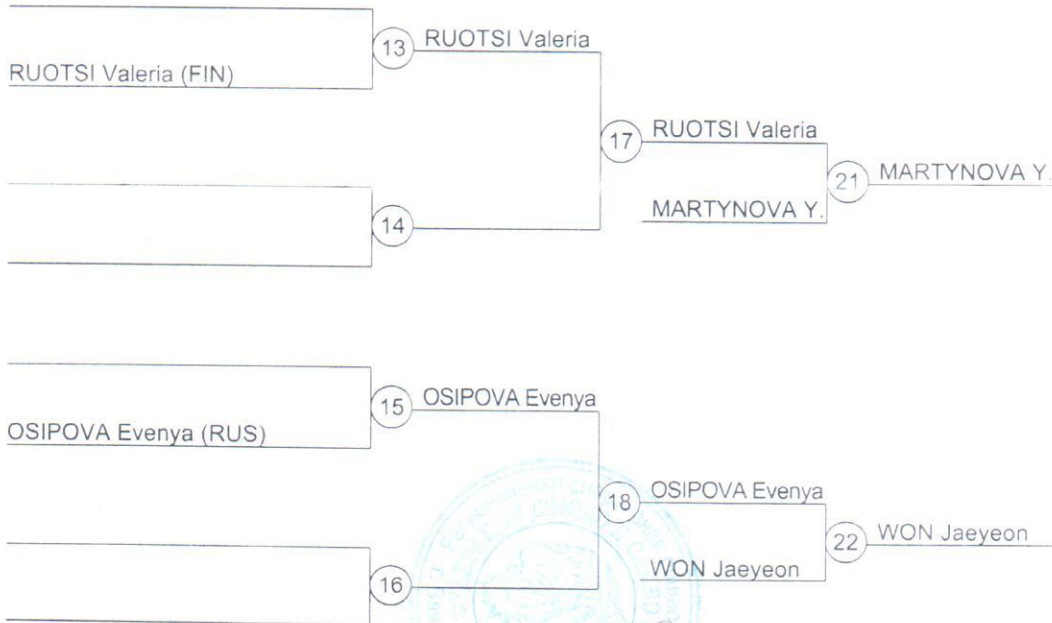 13 RUOTSI Valeria
RUOTSI Valeria (FIN)
17 RUOTSI Valeria
21 MARTYNOVA Y.
MARTYNOVA Y.
14
15 OSIPOVA Evenya
OSIPOVA Evenya (RUS)
18 OSIPOVA Evenya
22 WON Jaeyeon
WON Jaeyeon
16